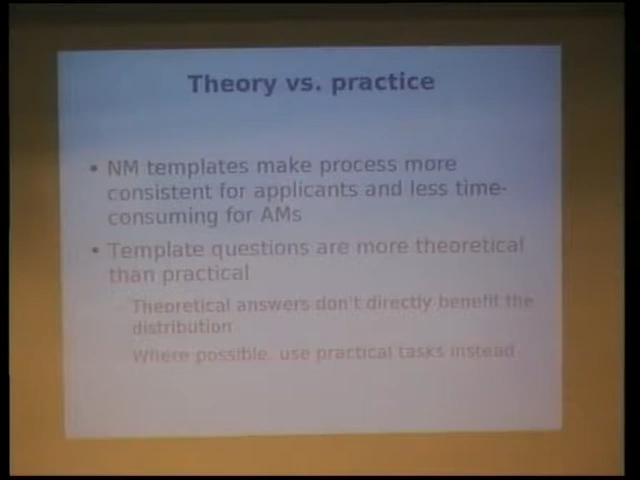 Theory vs. practice
• NM templates make process more
consistent for applicants and less time-
consuming for AMs
• Template questions are more theoretical
than practical
Theoretical answers don't directly benefit the
distribution
Where possible, use practical tasks instead